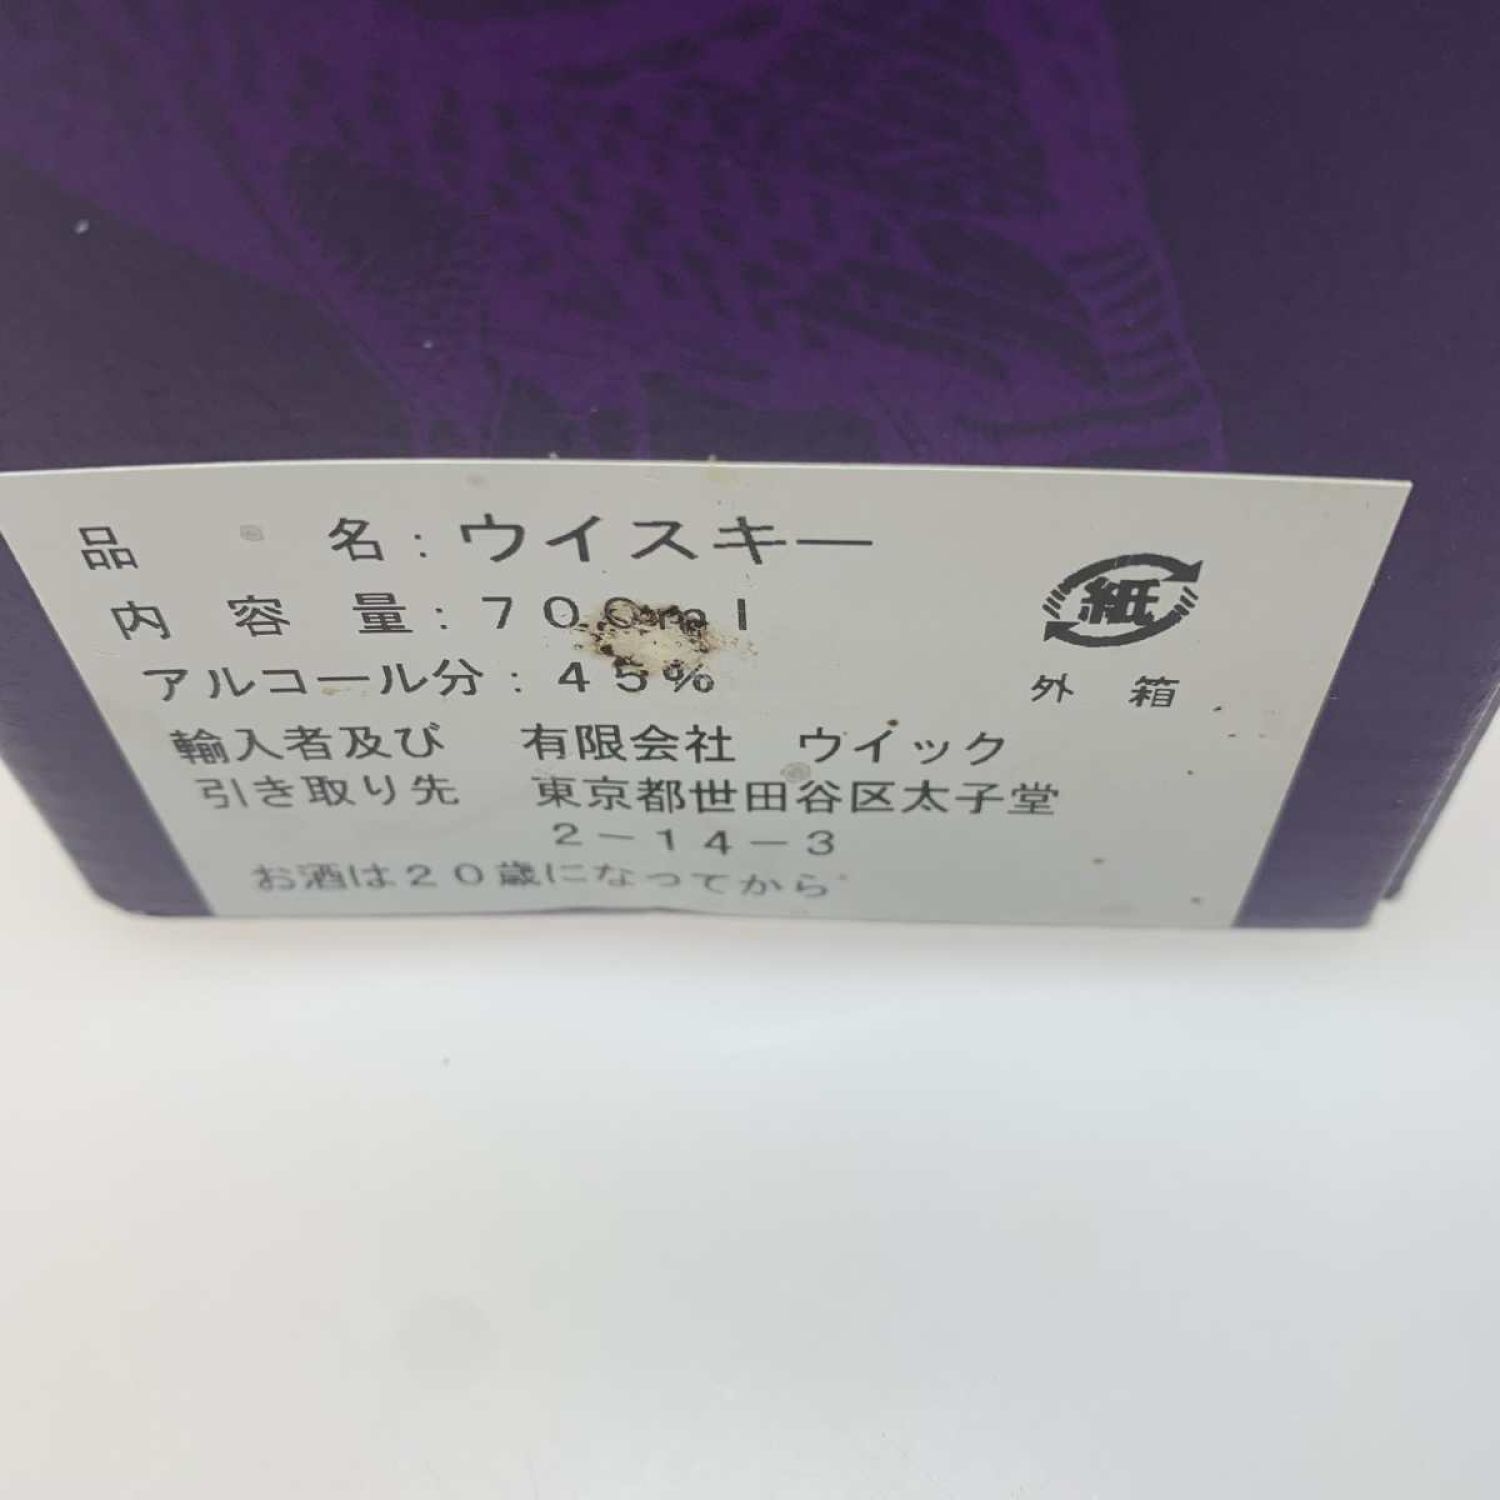 品　名：ウイスキー
内　容　量：７００ｍｌ
アルコール分：４５％
紙
外　箱
輸入者及び　有限会社　ウイック
引き取り先　東京都世田谷区太子堂
２－１４－３
お酒は２０歳になってから